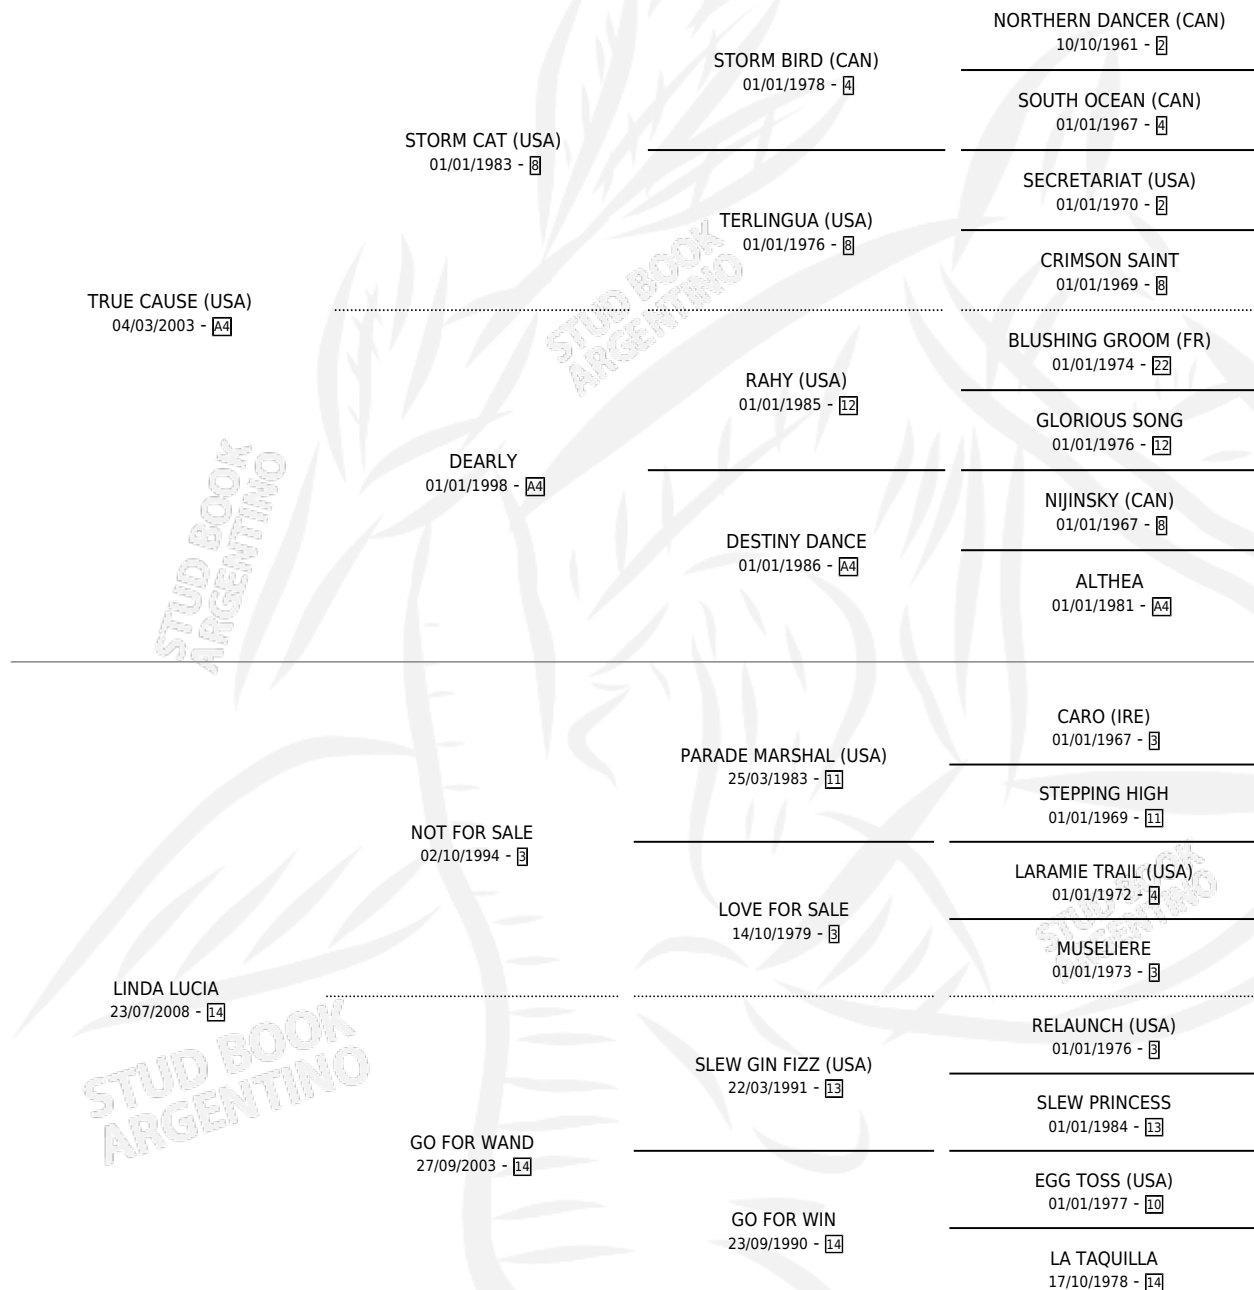 NORTHERN DANCER (CAN)
10/10/1961 - 2
STORM BIRD (CAN)
01/01/1978 - 4
SOUTH OCEAN (CAN)
01/01/1967 - 4
STORM CAT (USA)
01/01/1983 - 8
SECRETARIAT (USA)
01/01/1970 - 2
TERLINGUA (USA)
01/01/1976 - 8
CRIMSON SAINT
01/01/1969 - 8
TRUE CAUSE (USA)
04/03/2003 - A4
BLUSHING GROOM (FR)
01/01/1974 - 22
RAHY (USA)
01/01/1985 - 12
GLORIOUS SONG
01/01/1976 - 12
DEARLY
01/01/1998 - A4
NIJINSKY (CAN)
01/01/1967 - 8
DESTINY DANCE
01/01/1986 - A4
ALTHEA
01/01/1981 - A4
CARO (IRE)
01/01/1967 - 3
PARADE MARSHAL (USA)
25/03/1983 - 11
STEPPING HIGH
01/01/1969 - 11
NOT FOR SALE
02/10/1994 - 3
LARAMIE TRAIL (USA)
01/01/1972 - 4
LOVE FOR SALE
14/10/1979 - 3
MUSELIERE
01/01/1973 - 3
LINDA LUCIA
23/07/2008 - 14
RELAUNCH (USA)
01/01/1976 - 3
SLEW GIN FIZZ (USA)
22/03/1991 - 13
SLEW PRINCESS
01/01/1984 - 13
GO FOR WAND
27/09/2003 - 14
EGG TOSS (USA)
01/01/1977 - 10
GO FOR WIN
23/09/1990 - 14
LA TAQUILLA
17/10/1978 - 14
STUD BOOK
ARGENTINO
STUD BOOK
ARGENTINO
STUD BOOK
ARGENTINO
STUD BOOK
ARGENTINO